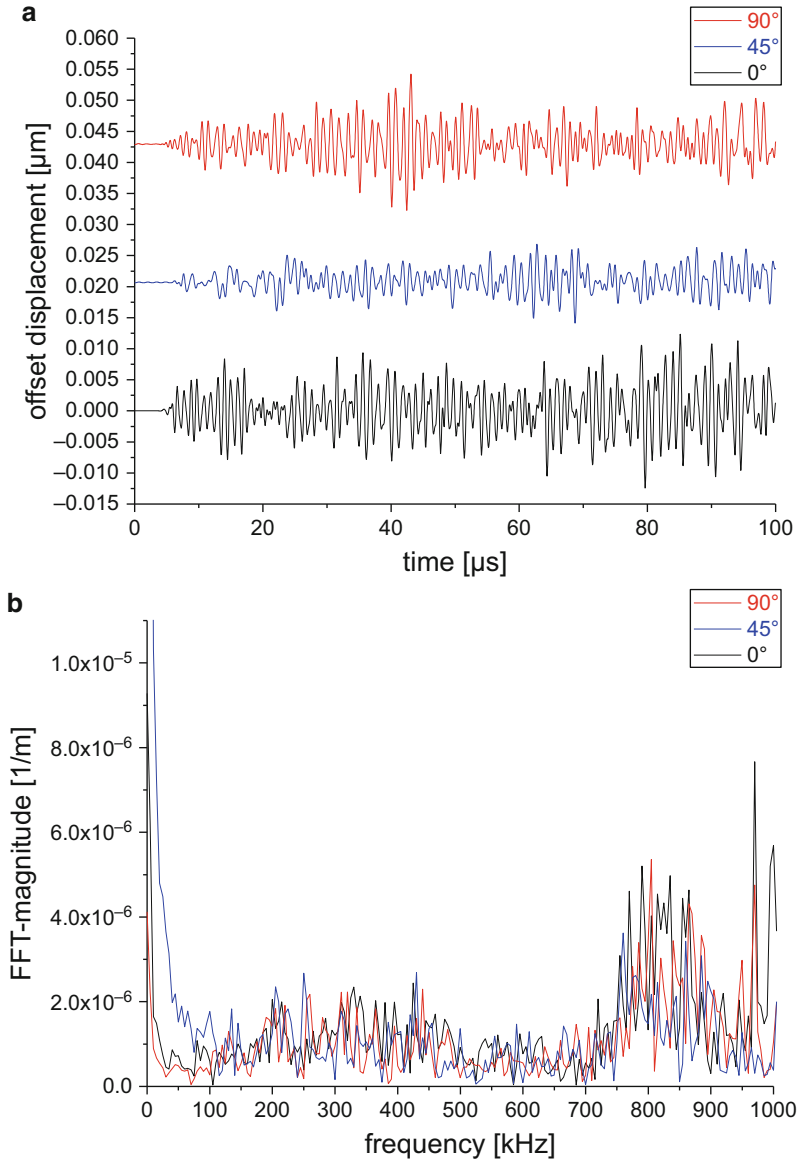 a
90°
45°
0°
0.060
0.055
0.050
0.045
0.040
0.035
0.030
0.025
0.020
0.015
0.010
0.005
0.000
−0.005
−0.010
−0.015
offset displacement [µm]
0 20 40 60 80 100
time [µs]
b
90°
45°
0°
1.0x10⁻⁵
8.0x10⁻⁶
6.0x10⁻⁶
4.0x10⁻⁶
2.0x10⁻⁶
0.0
FFT-magnitude [1/m]
0 100 200 300 400 500 600 700 800 900 1000
frequency [kHz]